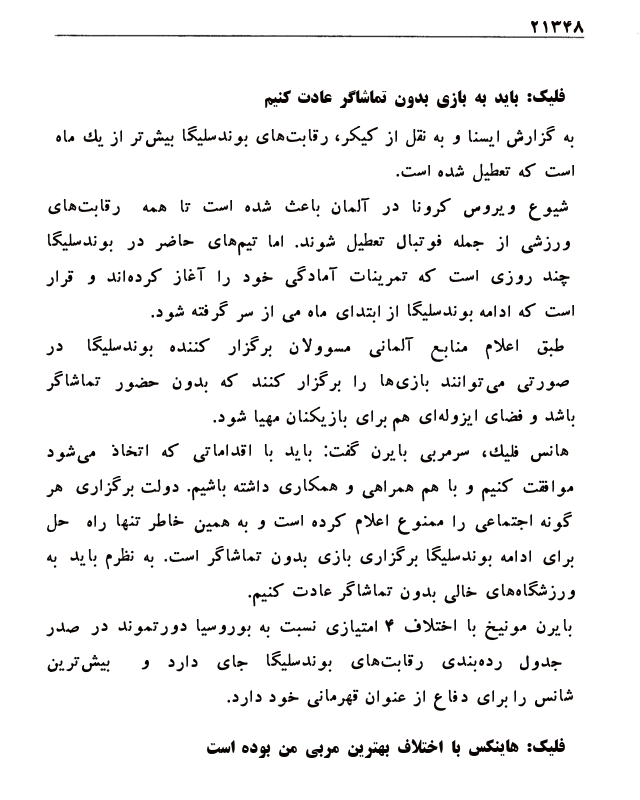 ۲۱۳۴۸
فلیک: باید به بازی بدون تماشاگر عادت کنیم
به گزارش ایسنا و به نقل از کیکر، رقابت‌های بوندسلیگا بیش‌تر از یك ماه
است که تعطیل شده است.
شیوع ویروس کرونا در آلمان باعث شده است تا همه رقابت‌های
ورزشی از جمله فوتبال تعطیل شوند. اما تیم‌های حاضر در بوندسلیگا
چند روزی است که تمرینات آمادگی خود را آغاز کرده‌اند و قرار
است که ادامه بوندسلیگا از ابتدای ماه می از سر گرفته شود.
طبق اعلام منابع آلمانی مسوولان برگزار کننده بوندسلیگا در
صورتی می‌توانند بازی‌ها را برگزار کنند که بدون حضور تماشاگر
باشد و فضای ایزوله‌ای هم برای بازیکنان مهیا شود.
هانس فلیك، سرمربی بایرن گفت: باید با اقداماتی که اتخاذ می‌شود
موافقت کنیم و با هم همراهی و همکاری داشته باشیم. دولت برگزاری هر
گونه اجتماعی را ممنوع اعلام کرده است و به همین خاطر تنها راه حل
برای ادامه بوندسلیگا برگزاری بازی بدون تماشاگر است. به نظرم باید به
ورزشگاه‌های خالی بدون تماشاگر عادت کنیم.
بایرن مونیخ با اختلاف ۴ امتیازی نسبت به بوروسیا دورتموند در صدر
جدول رده‌بندی رقابت‌های بوندسلیگا جای دارد و بیش‌ترین
شانس را برای دفاع از عنوان قهرمانی خود دارد.
فلیک: هاینکس با اختلاف بهترین مربی من بوده است